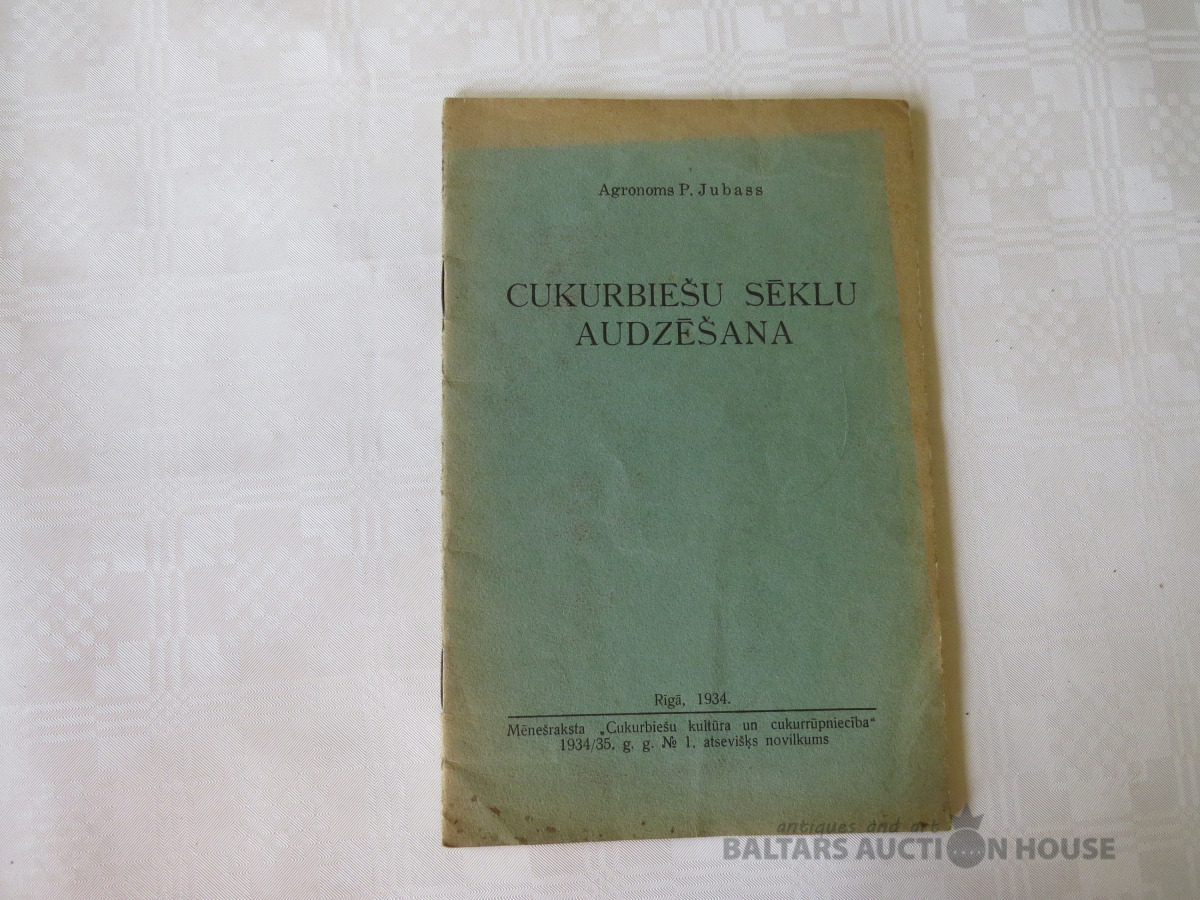 Agronoms P. Jubass
CUKURBIEŠU SĒKLU
AUDZĒŠANA
Rīgā, 1934.
Mēnešraksta „Cukurbiešu kultūra un cukurrūpniecība“
1934/35. g. g. № 1. atsevišķs novilkums
antiques and art
BALTARS AUCTION HOUSE